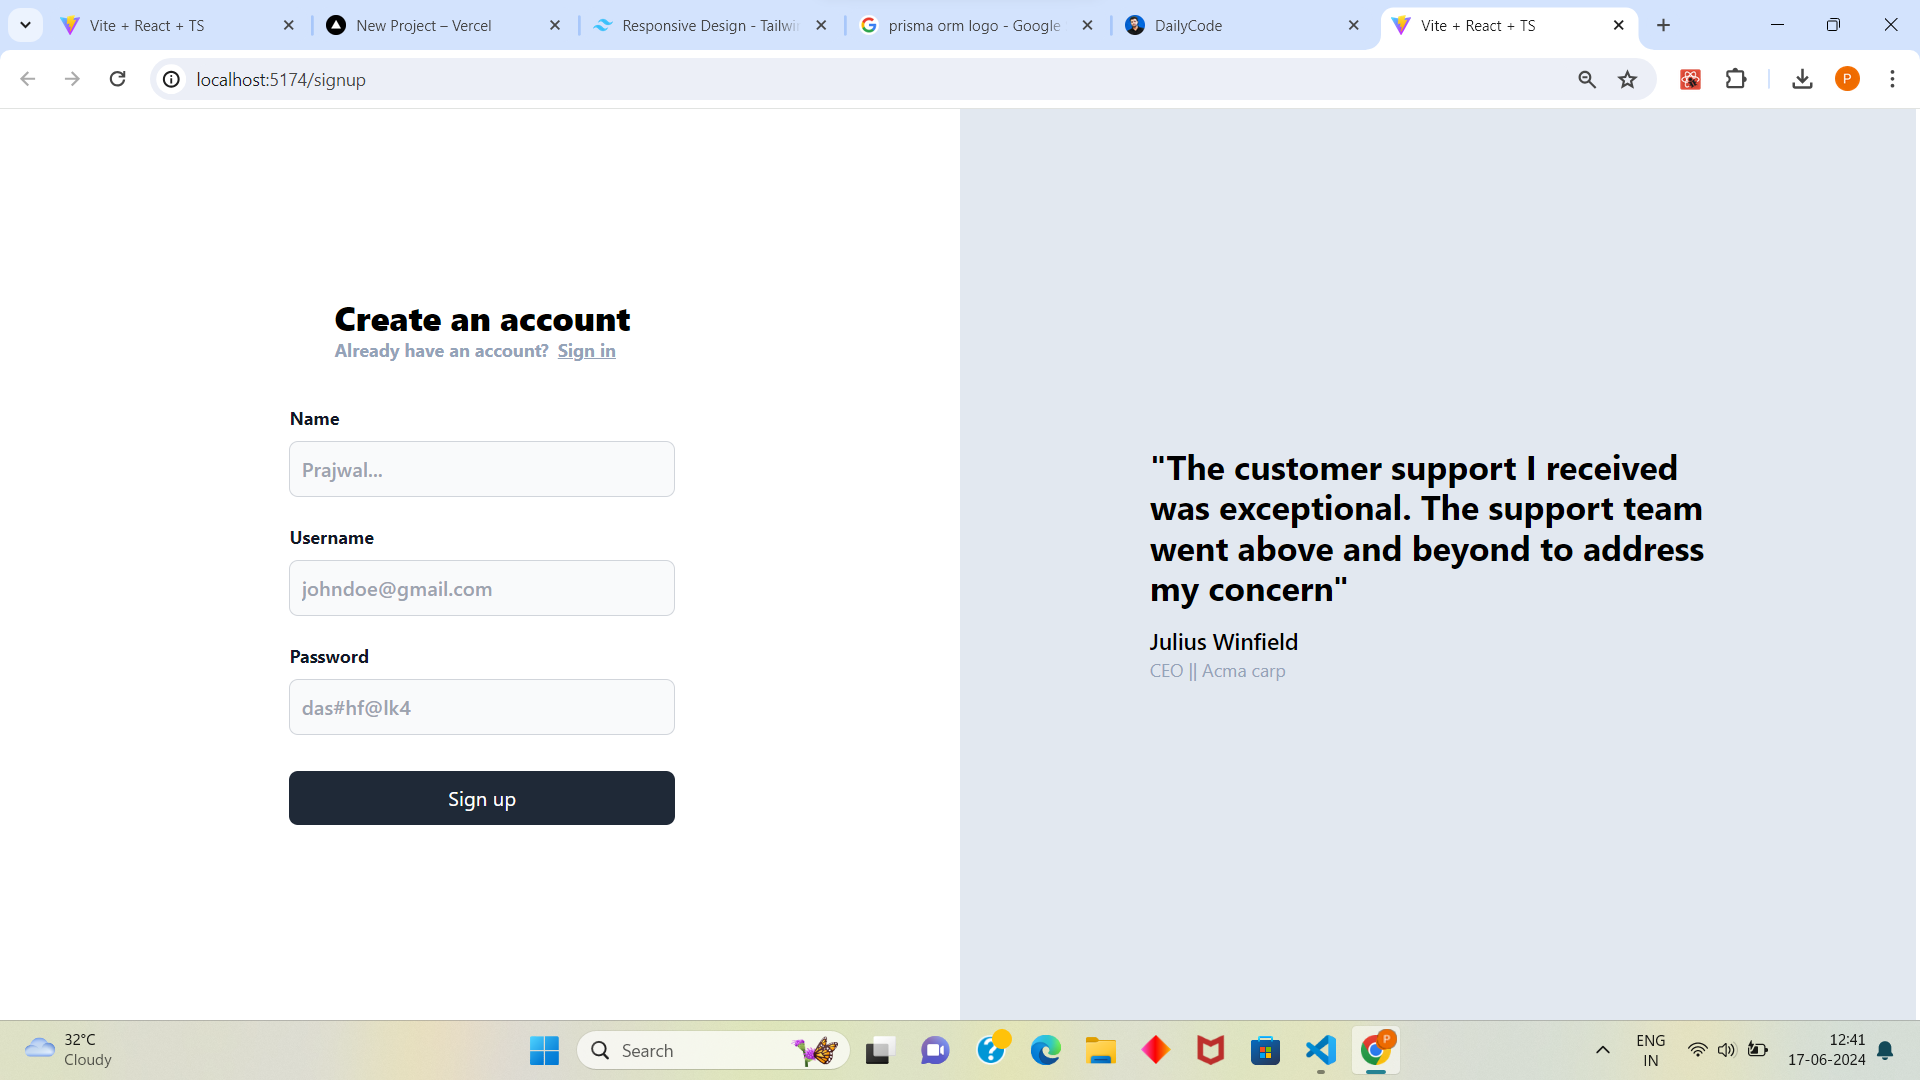 Vite + React + TS
New Project – Vercel
Responsive Design - Tailwi
prisma orm logo - Google
DailyCode
Vite + React + TS
localhost:5174/signup
P
Create an account
Already have an account? Sign in
Name
Prajwal...
Username
johndoe@gmail.com
Password
das#hf@lk4
Sign up
"The customer support I received
was exceptional. The support team
went above and beyond to address
my concern"
Julius Winfield
CEO || Acma carp
32°C
Cloudy
Search
P
ENG
IN
12:41
17-06-2024